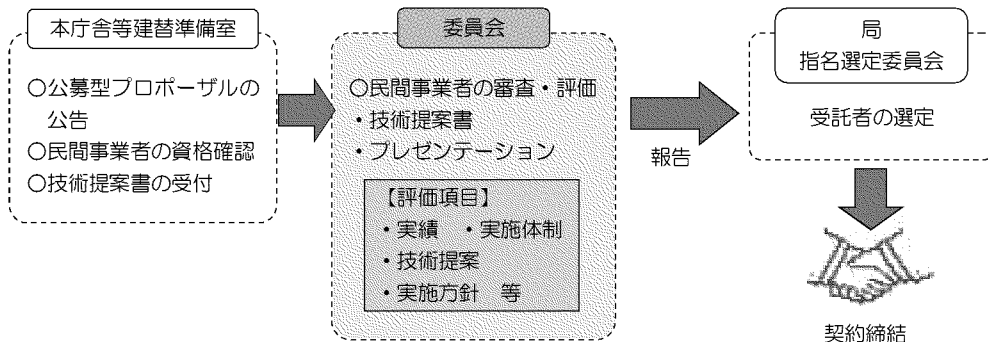 本庁舎等建替準備室
〇公募型プロポーザルの
公告
〇民間事業者の資格確認
〇技術提案書の受付
委員会
〇民間事業者の審査・評価
・技術提案書
・プレゼンテーション
【評価項目】
・実績 ・実施体制
・技術提案
・実施方針 等
報告
局
指名選定委員会
受託者の選定
契約締結